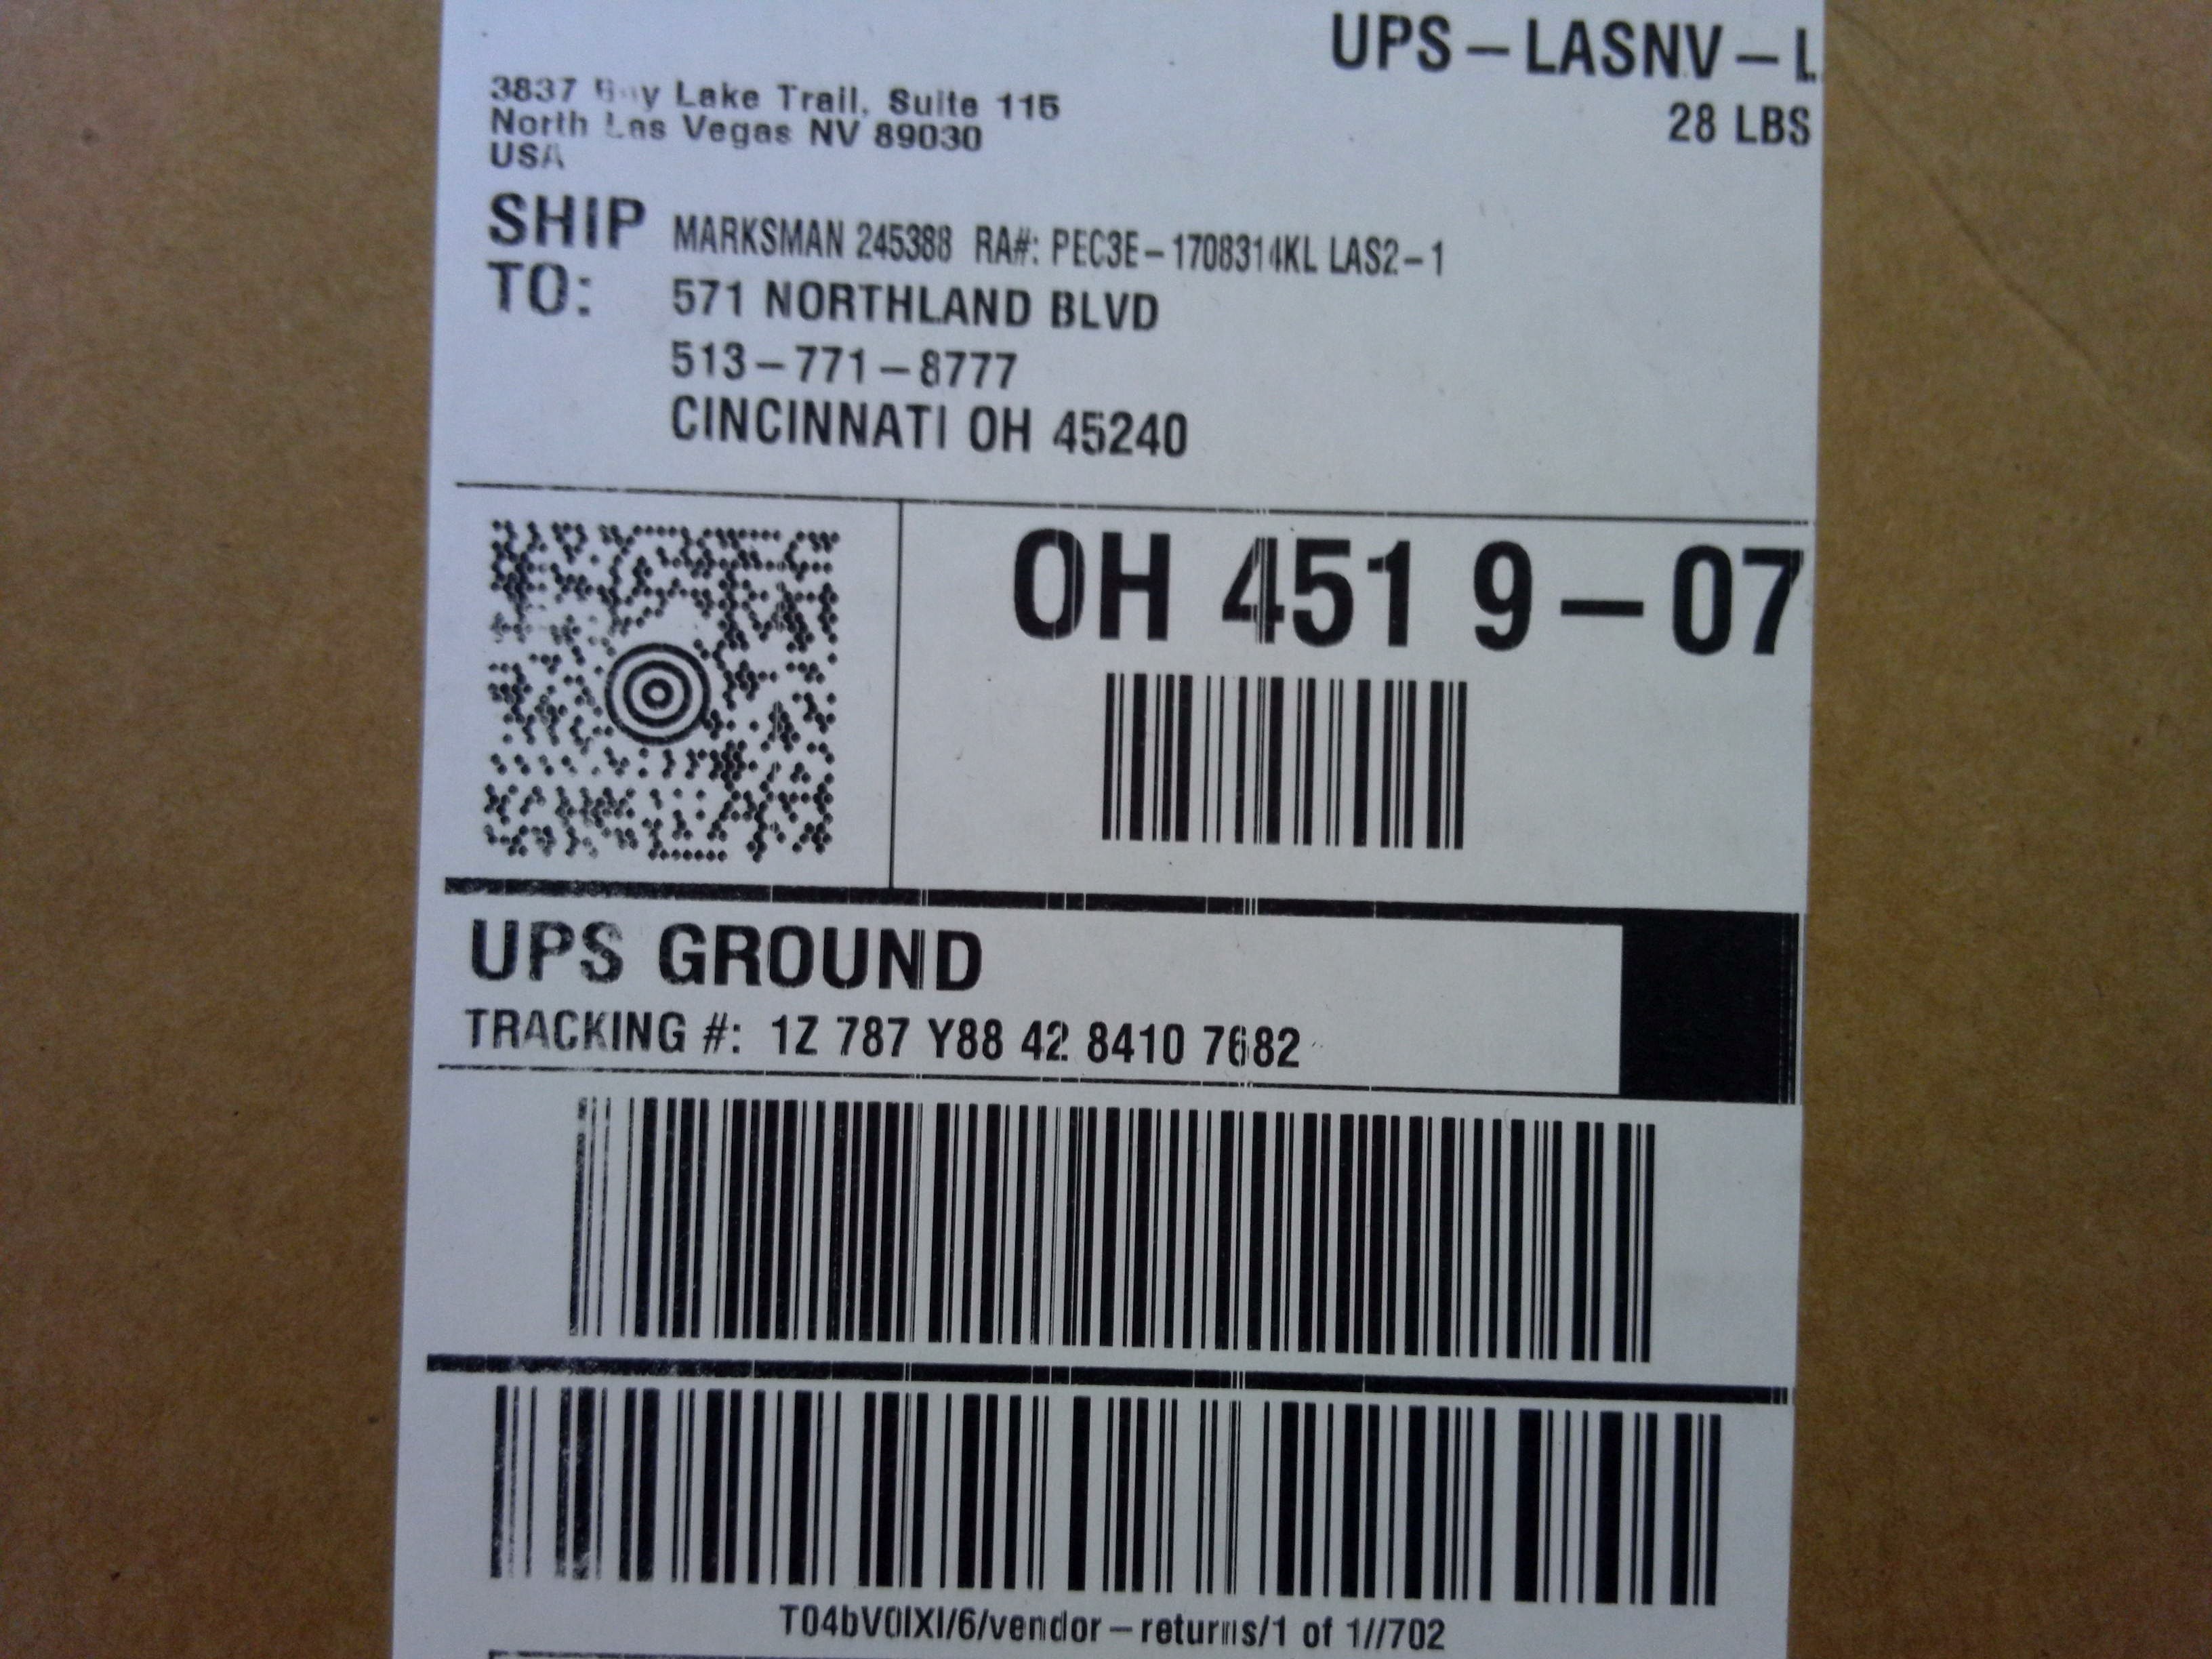 UPS-LASNV-L
28 LBS
3837 Bay Lake Trail, Suite 115
North Las Vegas NV 89030
USA
SHIP TO:
MARKSMAN 245388 RA#: PEC3E-1708314KL LAS2-1
571 NORTHLAND BLVD
513-771-8777
CINCINNATI OH 45240
OH 451 9-07
UPS GROUND
TRACKING #: 1Z 787 Y88 42 8410 7682
T04bV0IXI/6/vendor-returns/1 of 1//702